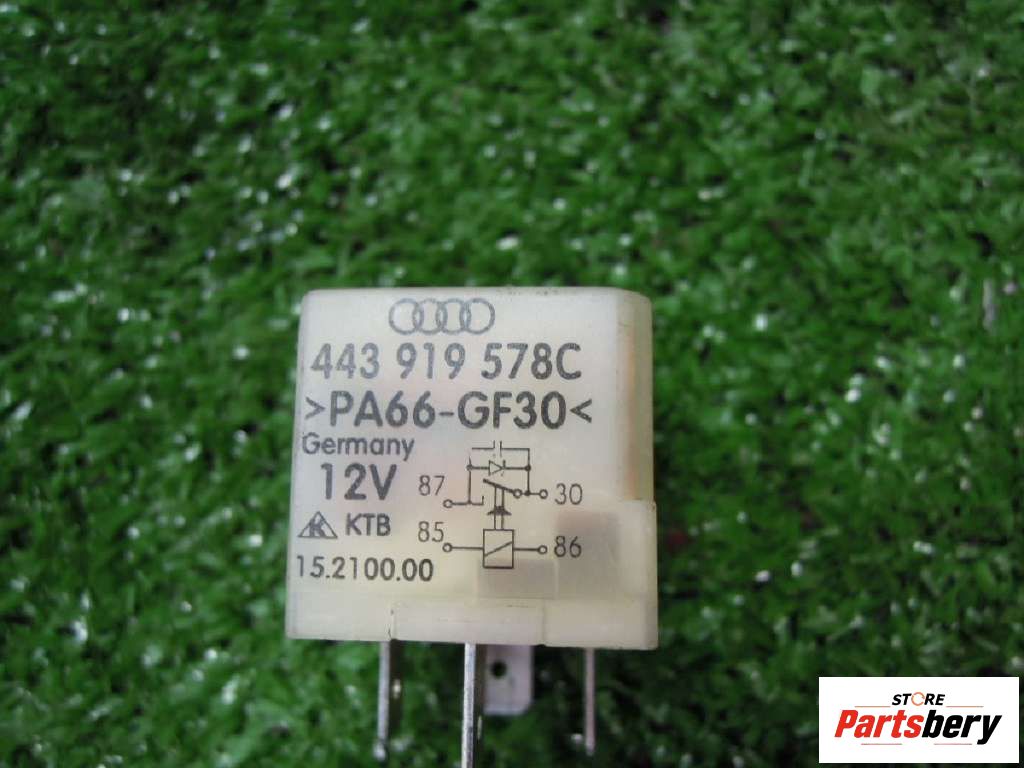 443 919 578C
>PA66-GF30<
Germany
12V
87
30
KTB
85
86
15.2100.00
STORE
Partsbery